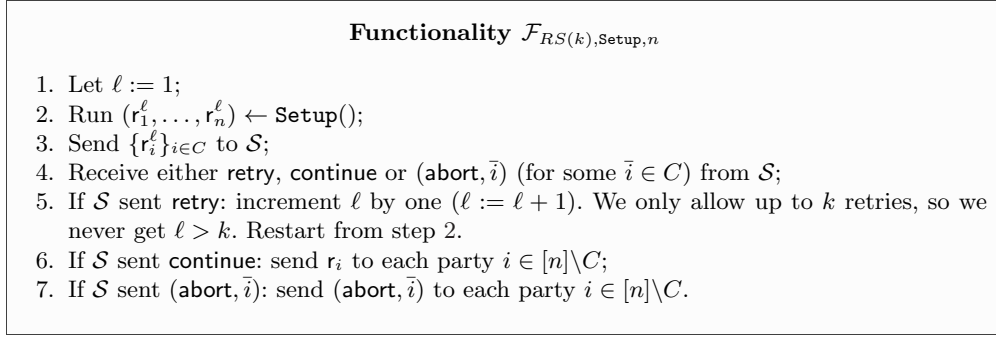 Functionality $\mathcal{F}_{RS(k),\texttt{Setup},n}$
1. Let $\ell := 1$;
2. Run $(\mathsf{r}_1^\ell, \ldots, \mathsf{r}_n^\ell) \leftarrow \texttt{Setup}()$;
3. Send $\{\mathsf{r}_i^\ell\}_{i \in C}$ to $\mathcal{S}$;
4. Receive either retry, continue or (abort, $\bar{i}$) (for some $\bar{i} \in C$) from $\mathcal{S}$;
5. If $\mathcal{S}$ sent retry: increment $\ell$ by one ($\ell := \ell + 1$). We only allow up to $k$ retries, so we
never get $\ell > k$. Restart from step 2.
6. If $\mathcal{S}$ sent continue: send $\mathsf{r}_i$ to each party $i \in [n] \backslash C$;
7. If $\mathcal{S}$ sent (abort, $\bar{i}$): send (abort, $\bar{i}$) to each party $i \in [n] \backslash C$.